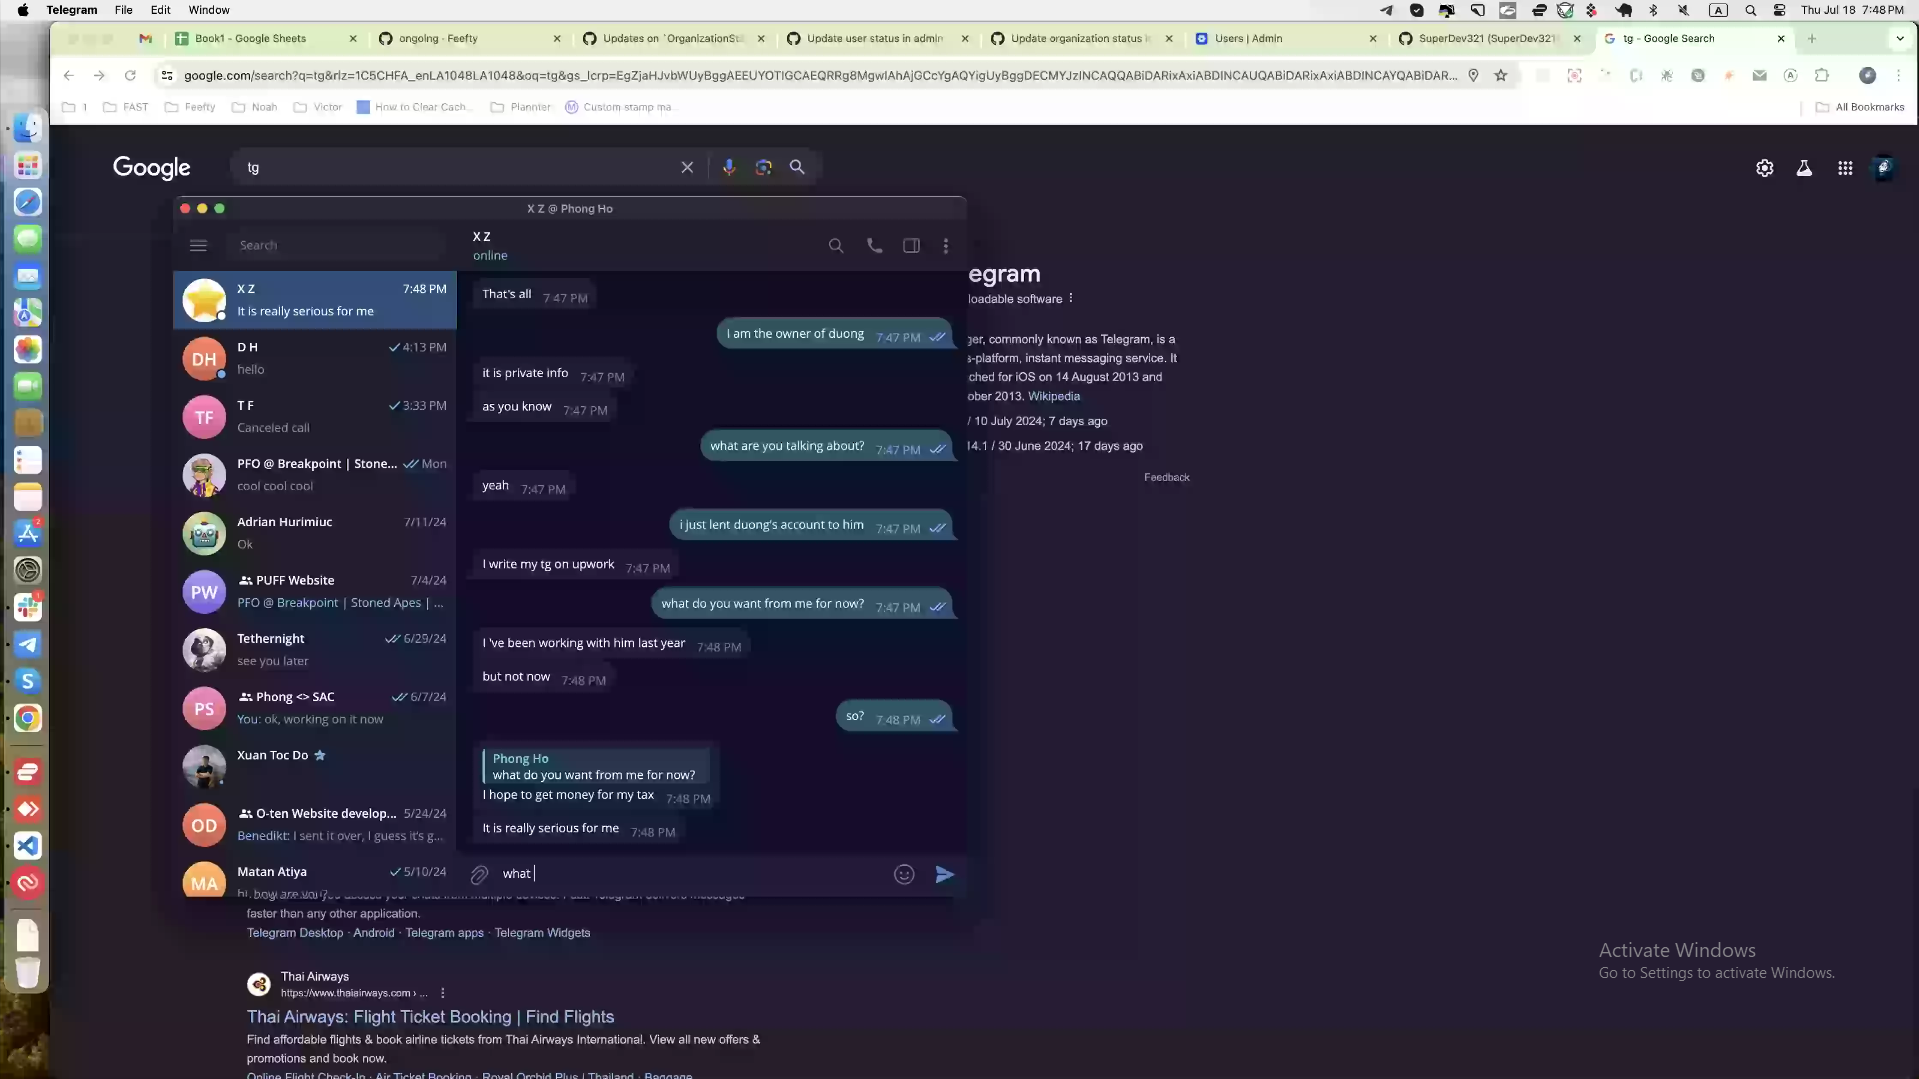 Telegram File Edit Window
A Thu Jul 18 7:48 PM
Book1 - Google Sheets
ongoing - Feefty
Updates on `OrganizationSta
Update user status in admin
Update organization status i
Users | Admin
SuperDev321 (SuperDev321
tg - Google Search
google.com/search?q=tg&rlz=1C5CHFA_enLA1048LA1048&oq=tg&gs_lcrp=
1
FAST
Feefty
Noah
Victor
How to Clear Cach...
Plannter
Custom stamp ma...
All Bookmarks
Google
tg
X Z @ Phong Ho
Search
X Z
online
X Z 7:48 PM
It is really serious for me
DH
D H 4:13 PM
hello
TF
T F 3:33 PM
Canceled call
PFO @ Breakpoint | Stone... Mon
cool cool cool
Adrian Hurimiuc 7/11/24
Ok
PW
PUFF Website 7/4/24
PFO @ Breakpoint | Stoned Apes | ...
Tethernight 6/25/24
see you later
PS
Phong <> SAC 6/7/24
You: ok, working on it now
Xuan Toc Do
OD
O-ten Website develop... 5/24/24
Benedikt: I sent it over, I guess it's g...
MA
Matan Atiya 5/10/24
hi, how are you?
That's all 7:47 PM
I am the owner of duong 7:47 PM
it is private info 7:47 PM
as you know 7:47 PM
what are you talking about? 7:47 PM
yeah 7:47 PM
i just lent duong's account to him 7:47 PM
I write my tg on upwork 7:47 PM
what do you want from me for now? 7:47 PM
I 've been working with him last year 7:48 PM
but not now 7:48 PM
so? 7:48 PM
Phong Ho
what do you want from me for now?
I hope to get money for my tax 7:48 PM
It is really serious for me 7:48 PM
what
egram
loadable software
ger, commonly known as Telegram, is a
s-platform, instant messaging service. It
ched for iOS on 14 August 2013 and
ober 2013. Wikipedia
/ 10 July 2024; 7 days ago
14.1 / 30 June 2024; 17 days ago
Feedback
faster than any other application.
Telegram Desktop · Android · Telegram apps · Telegram Widgets
Thai Airways
https://www.thaiairways.com › ...
Thai Airways: Flight Ticket Booking | Find Flights
Find affordable flights & book airline tickets from Thai Airways International. View all new offers &
promotions and book now.
Online Flight Check-In · Air Ticket Booking · Royal Orchid Plus | Thailand · Baggage
Activate Windows
Go to Settings to activate Windows.